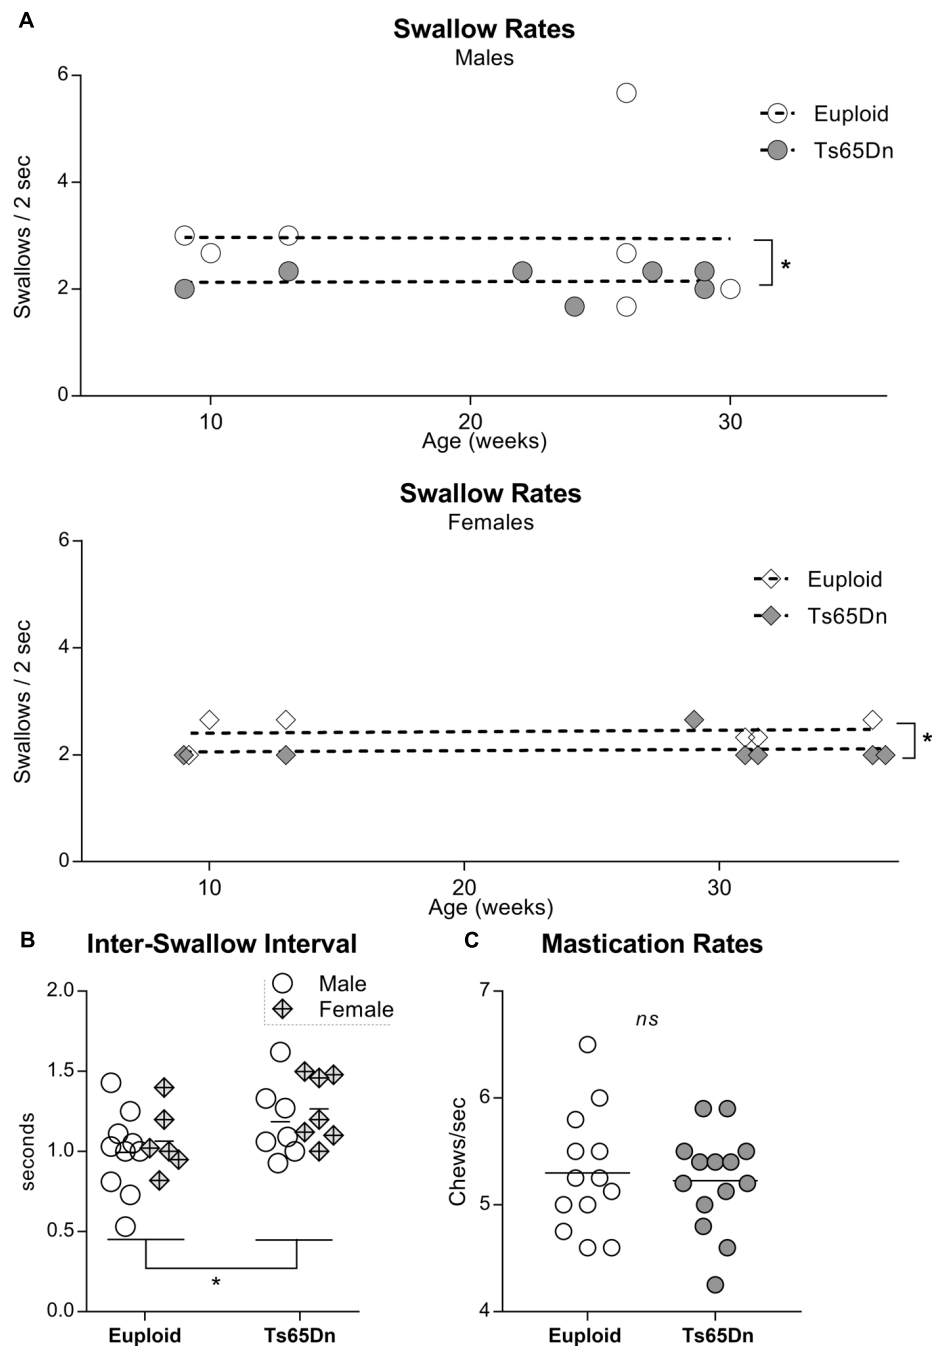 A
Swallow Rates
Males
6
4
2
0
Swallows / 2 sec
Euploid
Ts65Dn
*
10 20 30
Age (weeks)
Swallow Rates
Females
6
4
2
0
Swallows / 2 sec
Euploid
Ts65Dn
*
10 20 30
Age (weeks)
B
Inter-Swallow Interval
Male
Female
2.0
1.5
1.0
0.5
0.0
seconds
*
Euploid Ts65Dn
C
Mastication Rates
ns
7
6
5
4
Chews/sec
Euploid Ts65Dn